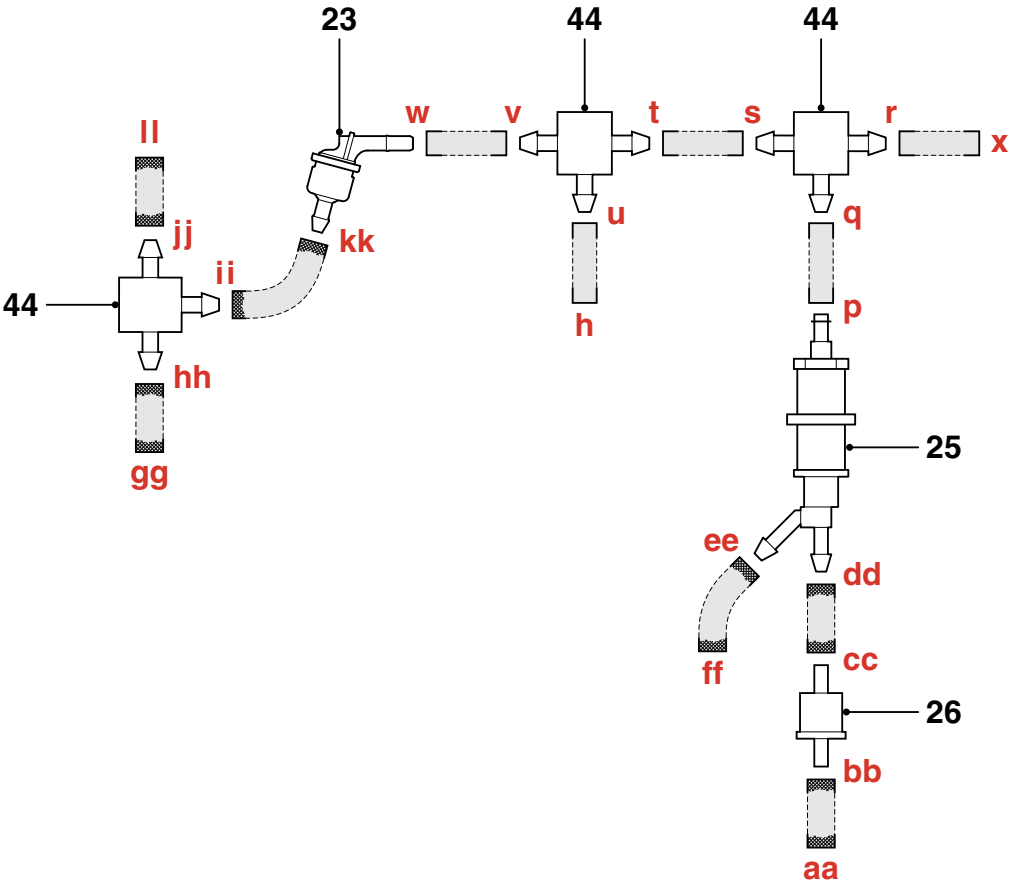 23 44 44
w v t s r x
ll
jj kk u q
ii
44 h p
hh
25
gg
ee
dd
cc
ff
26
bb
aa